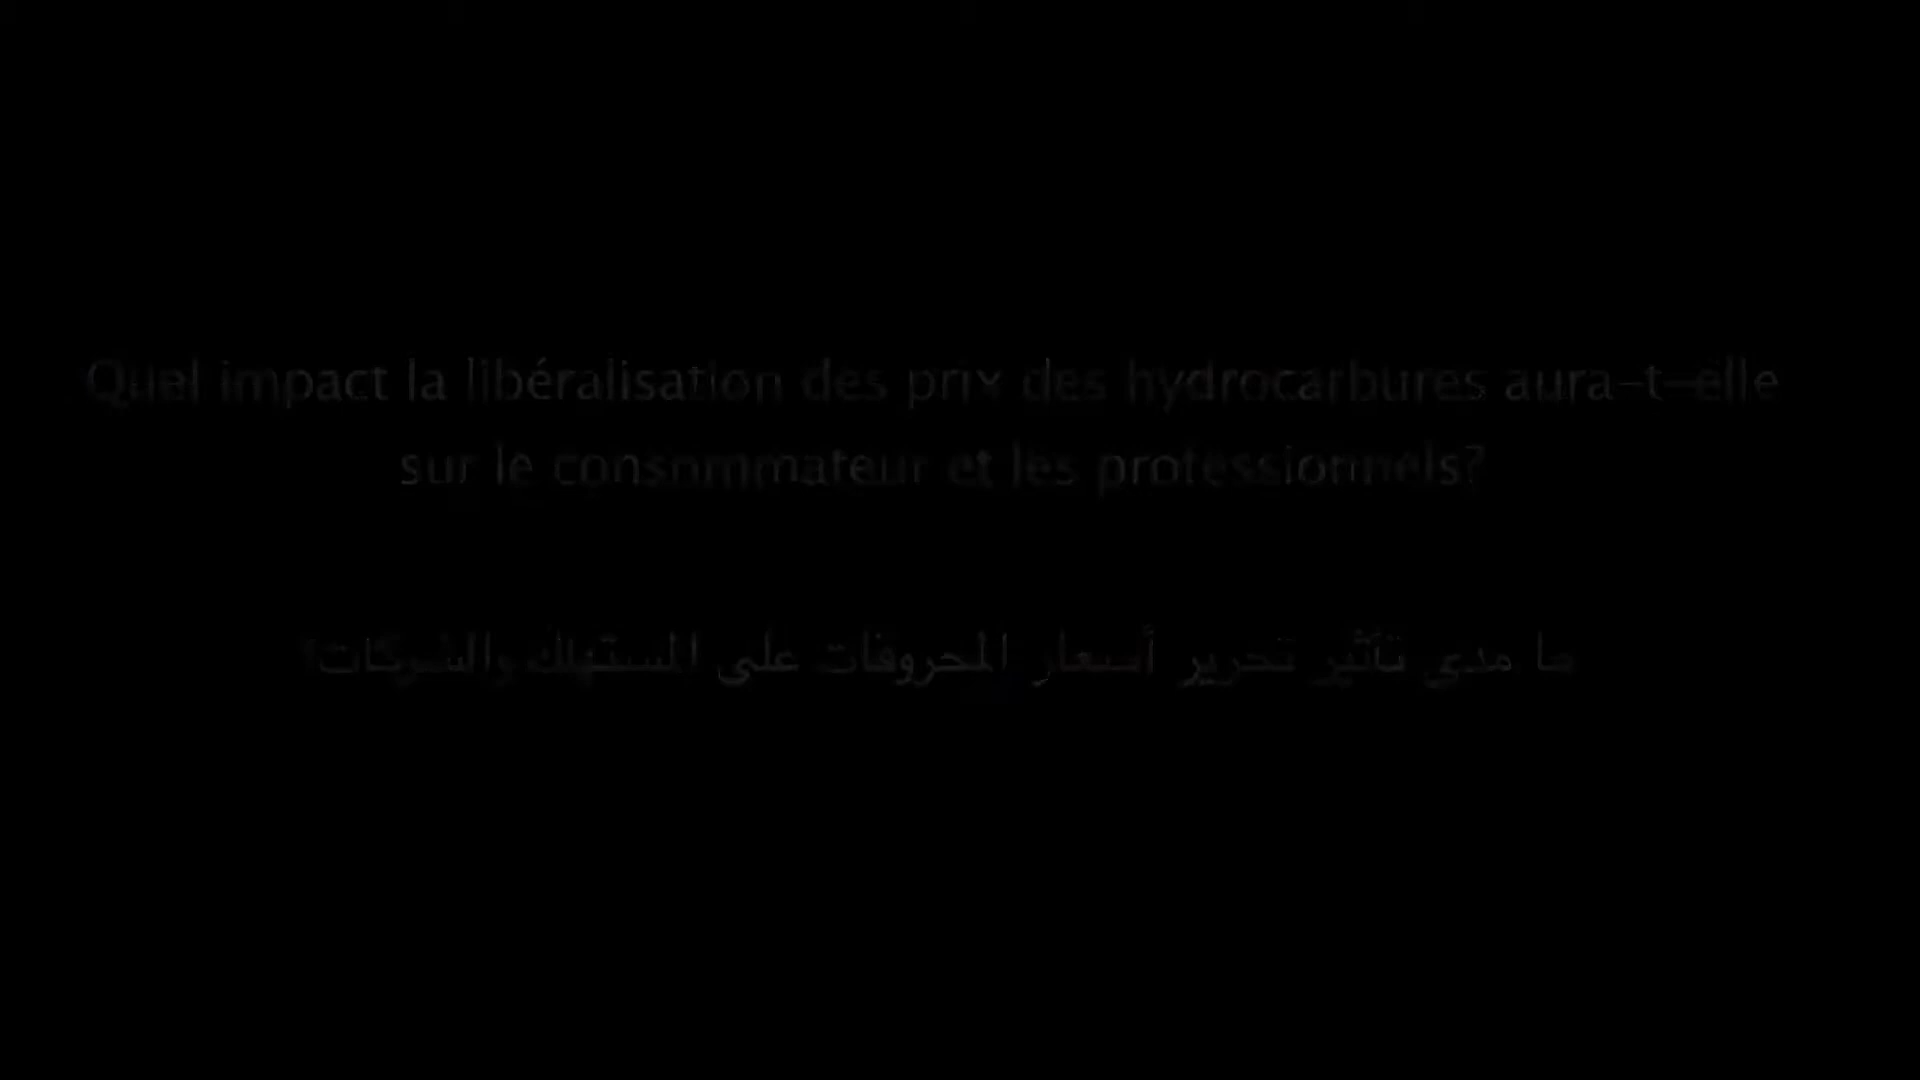 Quel impact la libéralisation des prix des hydrocarbures aura-t-elle
sur le consommateur et les professionnels?
ما مدى تأثير تحرير أسعار المحروقات على المستهلك والشركات؟